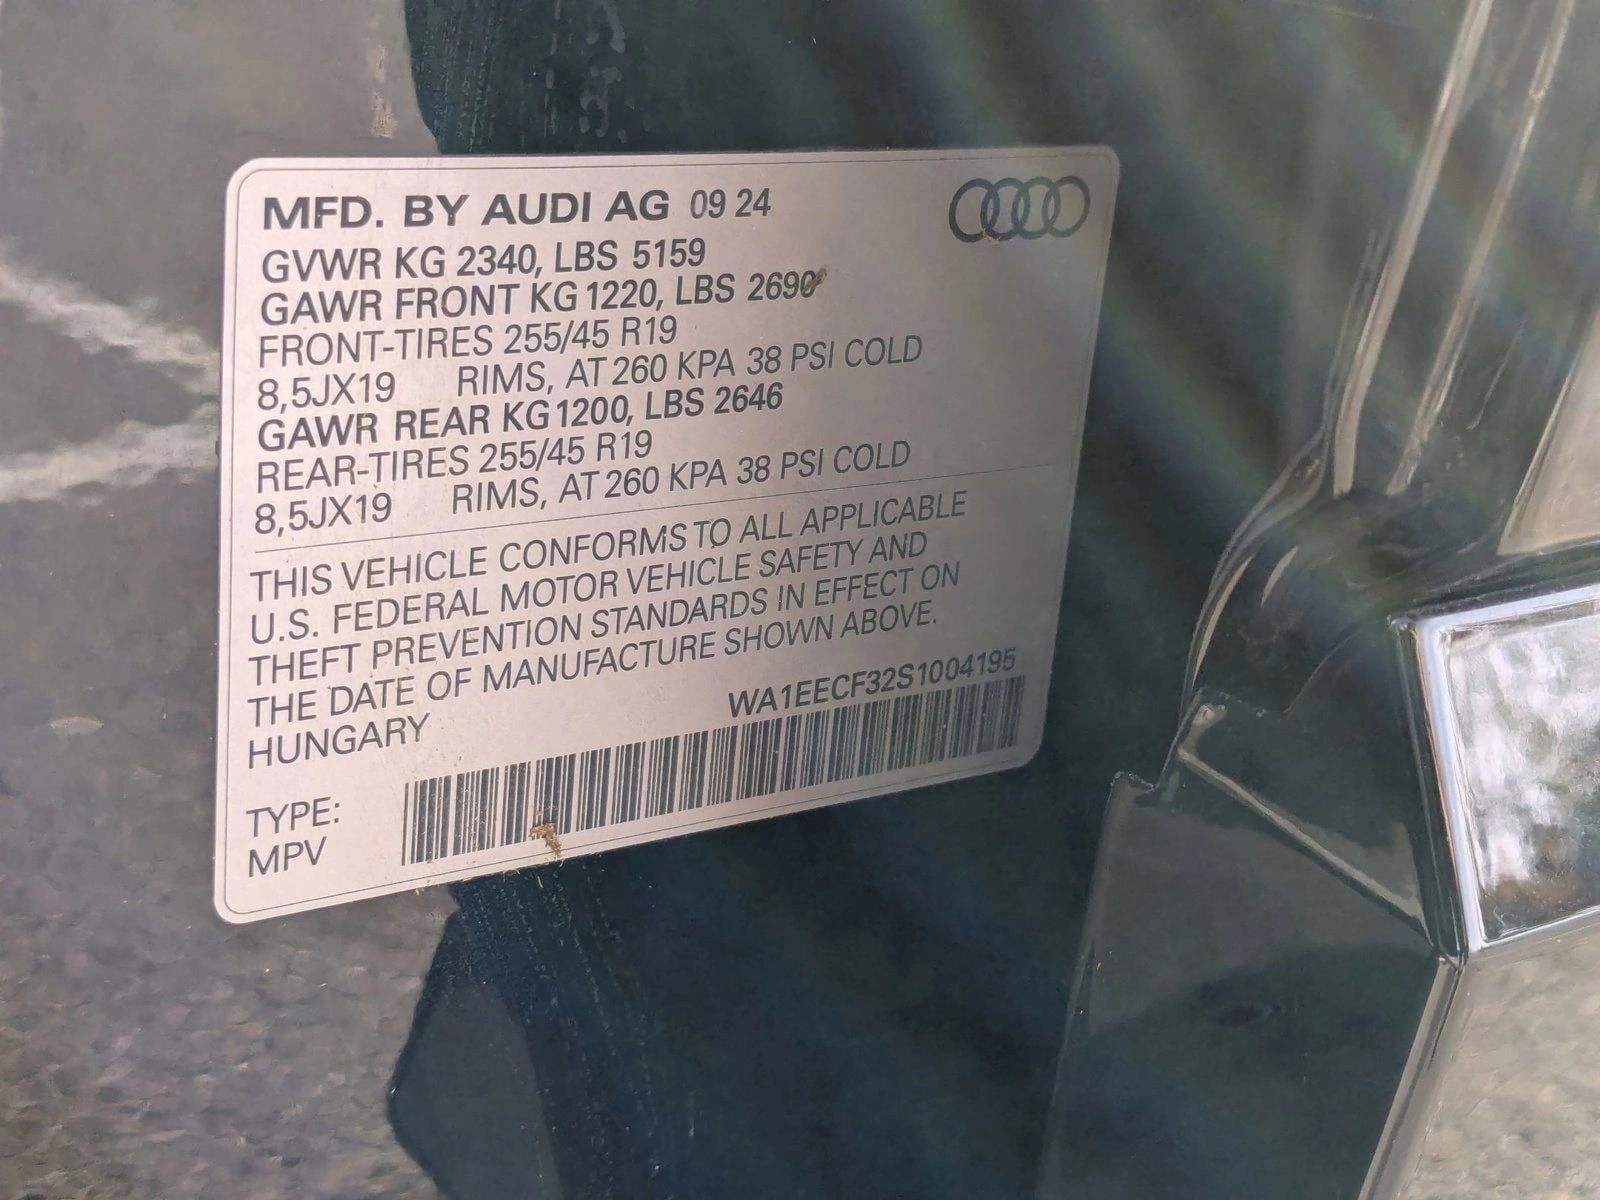 MFD. BY AUDI AG 09 24
GVWR KG 2340, LBS 5159
GAWR FRONT KG 1220, LBS 2690
FRONT-TIRES 255/45 R19
8,5JX19 RIMS, AT 260 KPA 38 PSI COLD
GAWR REAR KG 1200, LBS 2646
REAR-TIRES 255/45 R19
8,5JX19 RIMS, AT 260 KPA 38 PSI COLD
THIS VEHICLE CONFORMS TO ALL APPLICABLE
U.S. FEDERAL MOTOR VEHICLE SAFETY AND
THEFT PREVENTION STANDARDS IN EFFECT ON
THE DATE OF MANUFACTURE SHOWN ABOVE.
HUNGARY WA1EECF32S1004195
TYPE:
MPV